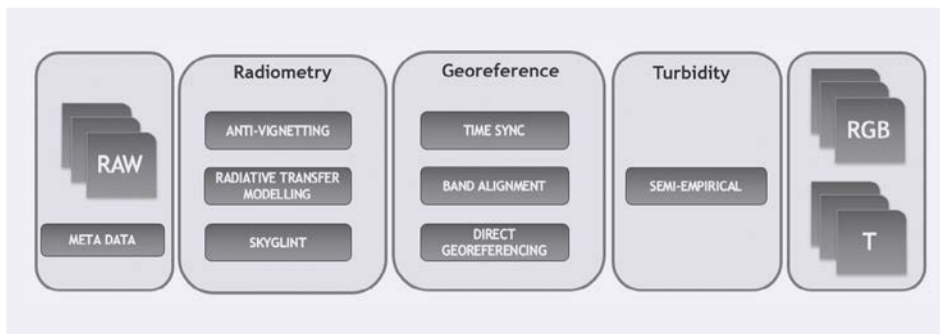 RAW
META DATA
Radiometry
ANTI-VIGNETTING
RADIATIVE TRANSFER
MODELLING
SKYGLINT
Georeference
TIME SYNC
BAND ALIGNMENT
DIRECT
GEOREFERENCING
Turbidity
SEMI-EMPIRICAL
RGB
T